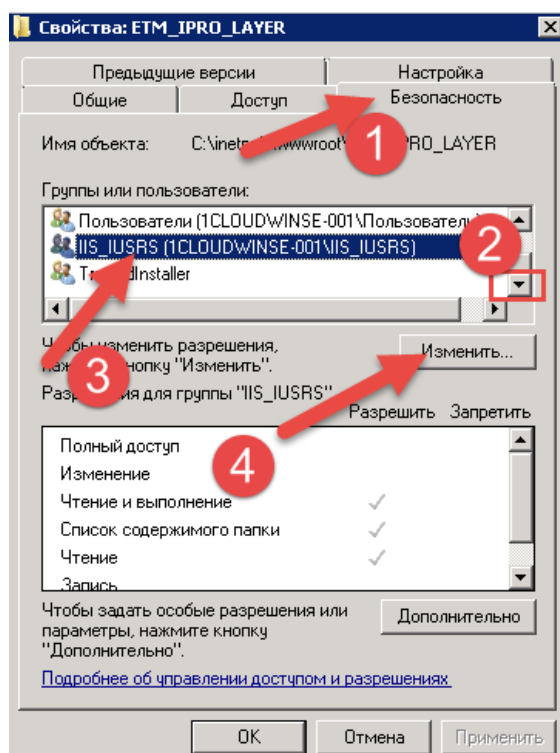 Свойства: ETM_IPRO_LAYER
Предыдущие версии
Настройка
Общие
Доступ
Безопасность
1
Имя объекта: C:\inet wwwroot\ PRO_LAYER
Группы или пользователи:
Пользователи (1CLOUDWINSE-001\Пользователи
IIS_IUSRS (1CLOUDWINSE-001\IIS_IUSRS)
2
Installer
Чтобы изменить разрешения,
кнопку "Изменить".
Изменить...
3
для группы "IIS_IUSRS"
Разрешить Запретить
4
Полный доступ
Изменение
Чтение и выполнение
Список содержимого папки
Чтение
Запись
Чтобы задать особые разрешения или
параметры, нажмите кнопку
"Дополнительно".
Дополнительно
Подробнее об управлении доступом и разрешениях
OK
Отмена
Применить